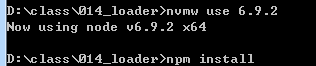 D:\class\014_loader>nvmw use 6.9.2
Now using node v6.9.2 x64
D:\class\014_loader>npm install